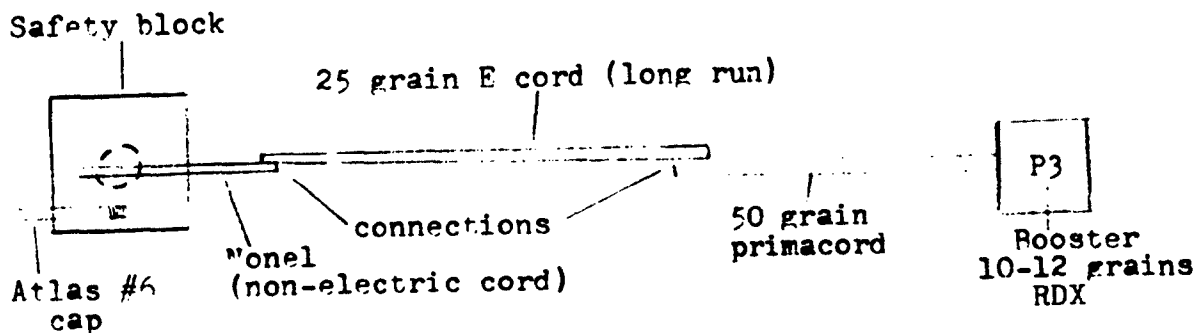 Safety block
25 grain E cord (long run)
P3
connections
50 grain
primacord
Nonel
(non-electric cord)
Booster
10-12 grains
RDX
Atlas #6
cap